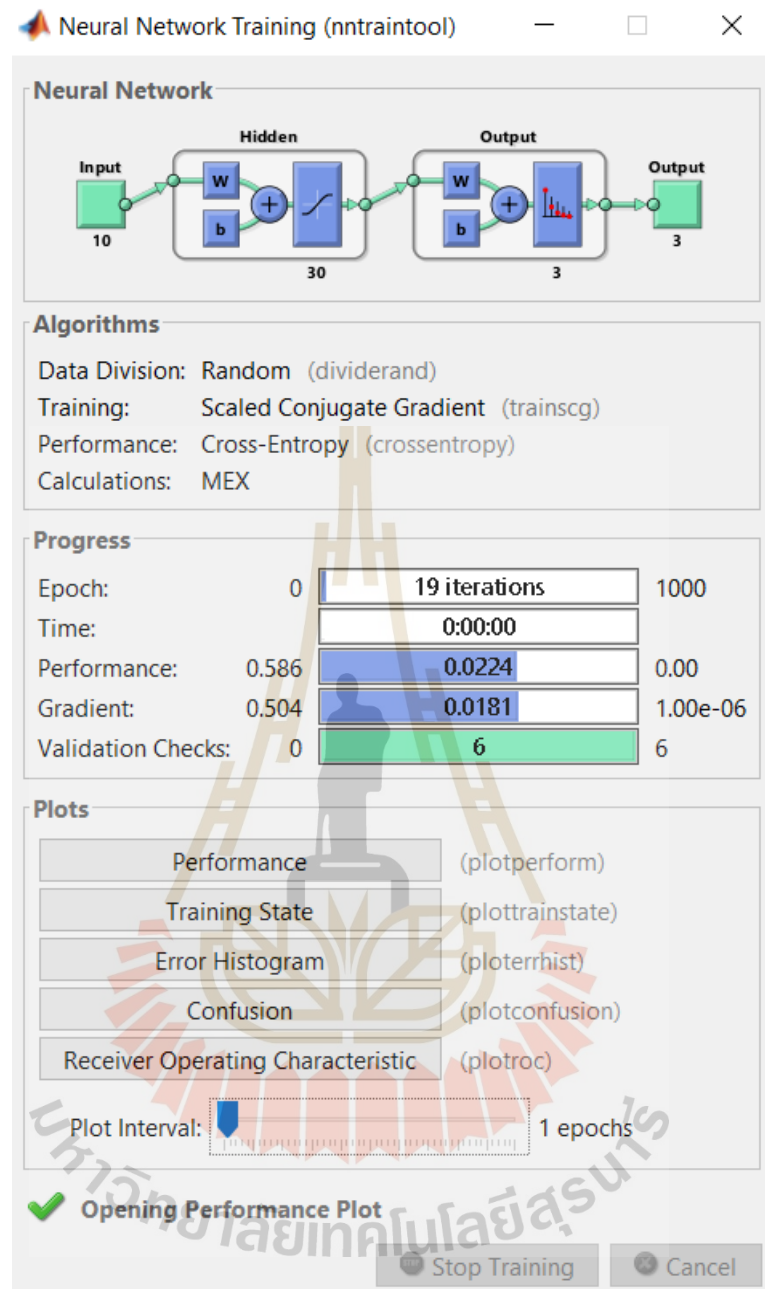 Neural Network Training (nntraintool)
Neural Network
Hidden
Output
Input
Output
W
b
+
W
b
+
10
30
3
3
Algorithms
Data Division: Random (dividerand)
Training: Scaled Conjugate Gradient (trainscg)
Performance: Cross-Entropy (crossentropy)
Calculations: MEX
Progress
Epoch: 0 19 iterations 1000
Time: 0:00:00
Performance: 0.586 0.0224 0.00
Gradient: 0.504 0.0181 1.00e-06
Validation Checks: 0 6 6
Plots
Performance (plotperform)
Training State (plottrainstate)
Error Histogram (ploterrhist)
Confusion (plotconfusion)
Receiver Operating Characteristic (plotroc)
Plot Interval: 1 epochs
Opening Performance Plot
มหาวิทยาลัยเทคโนโลยีสุรนารี
Stop Training Cancel